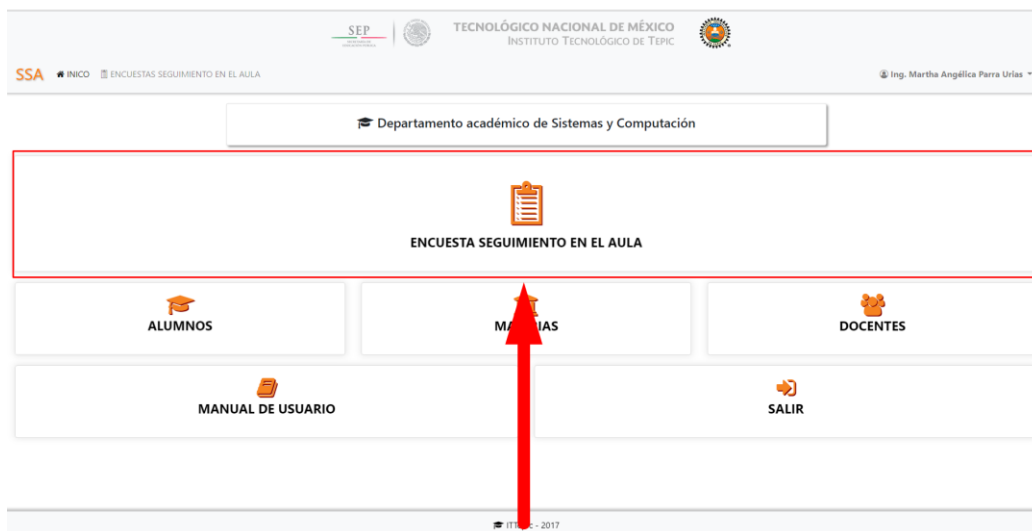 SEP
TECNOLÓGICO NACIONAL DE MÉXICO
INSTITUTO TECNOLÓGICO DE TEPIC
SSA INICO ENCUESTAS SEGUIMIENTO EN EL AULA Ing. Martha Angélica Parra Urias
Departamento académico de Sistemas y Computación
ENCUESTA SEGUIMIENTO EN EL AULA
ALUMNOS
DOCENTES
MANUAL DE USUARIO
SALIR
- 2017